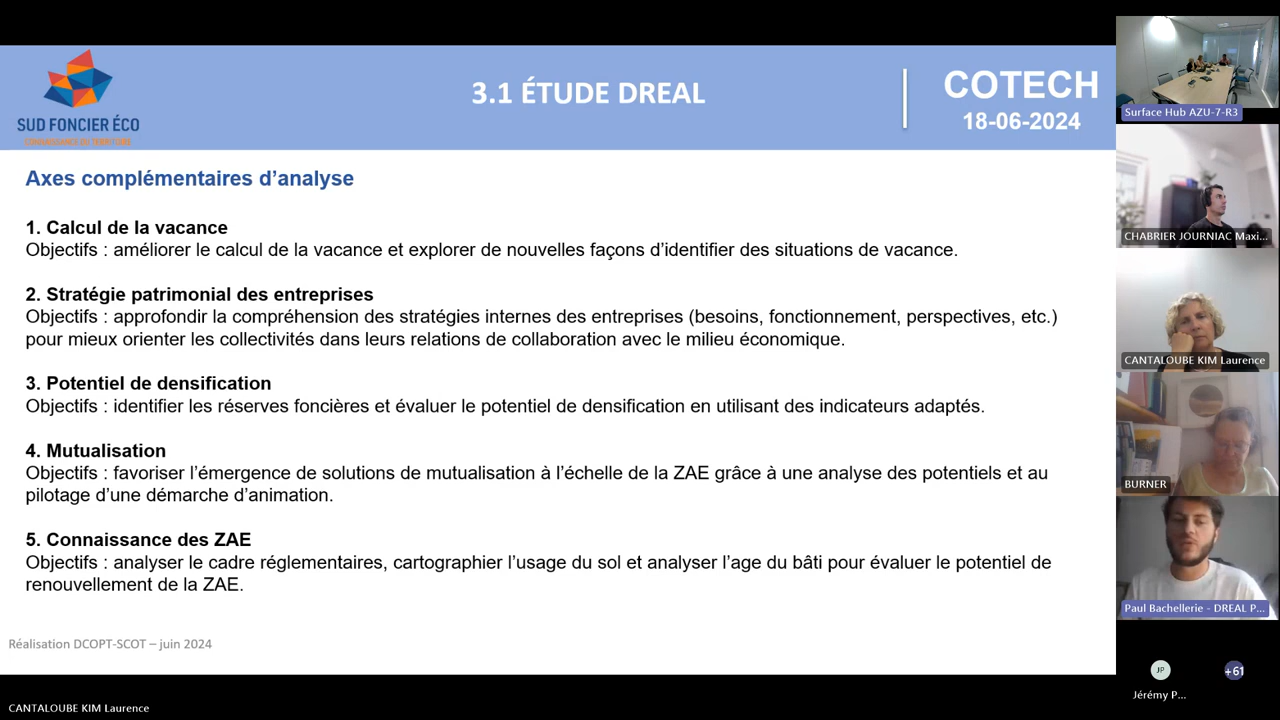 SUD FONCIER ÉCO
CONNAISSANCE DU TERRITOIRE
3.1 ÉTUDE DREAL
COTECH
18-06-2024
Axes complémentaires d'analyse
1. Calcul de la vacance
Objectifs : améliorer le calcul de la vacance et explorer de nouvelles façons d'identifier des situations de vacance.
2. Stratégie patrimonial des entreprises
Objectifs : approfondir la compréhension des stratégies internes des entreprises (besoins, fonctionnement, perspectives, etc.)
pour mieux orienter les collectivités dans leurs relations de collaboration avec le milieu économique.
3. Potentiel de densification
Objectifs : identifier les réserves foncières et évaluer le potentiel de densification en utilisant des indicateurs adaptés.
4. Mutualisation
Objectifs : favoriser l'émergence de solutions de mutualisation à l'échelle de la ZAE grâce à une analyse des potentiels et au
pilotage d'une démarche d'animation.
5. Connaissance des ZAE
Objectifs : analyser le cadre réglementaires, cartographier l'usage du sol et analyser l'age du bâti pour évaluer le potentiel de
renouvellement de la ZAE.
Réalisation DCOPT-SCOT – juin 2024
CANTALOUBE KIM Laurence
Surface Hub AZU-7-R3
CHABRIER JOURNIAC Maxi...
CANTALOUBE KIM Laurence
BURNER
Paul Bachellerie - DREAL P...
JP
+61
Jérémy P...